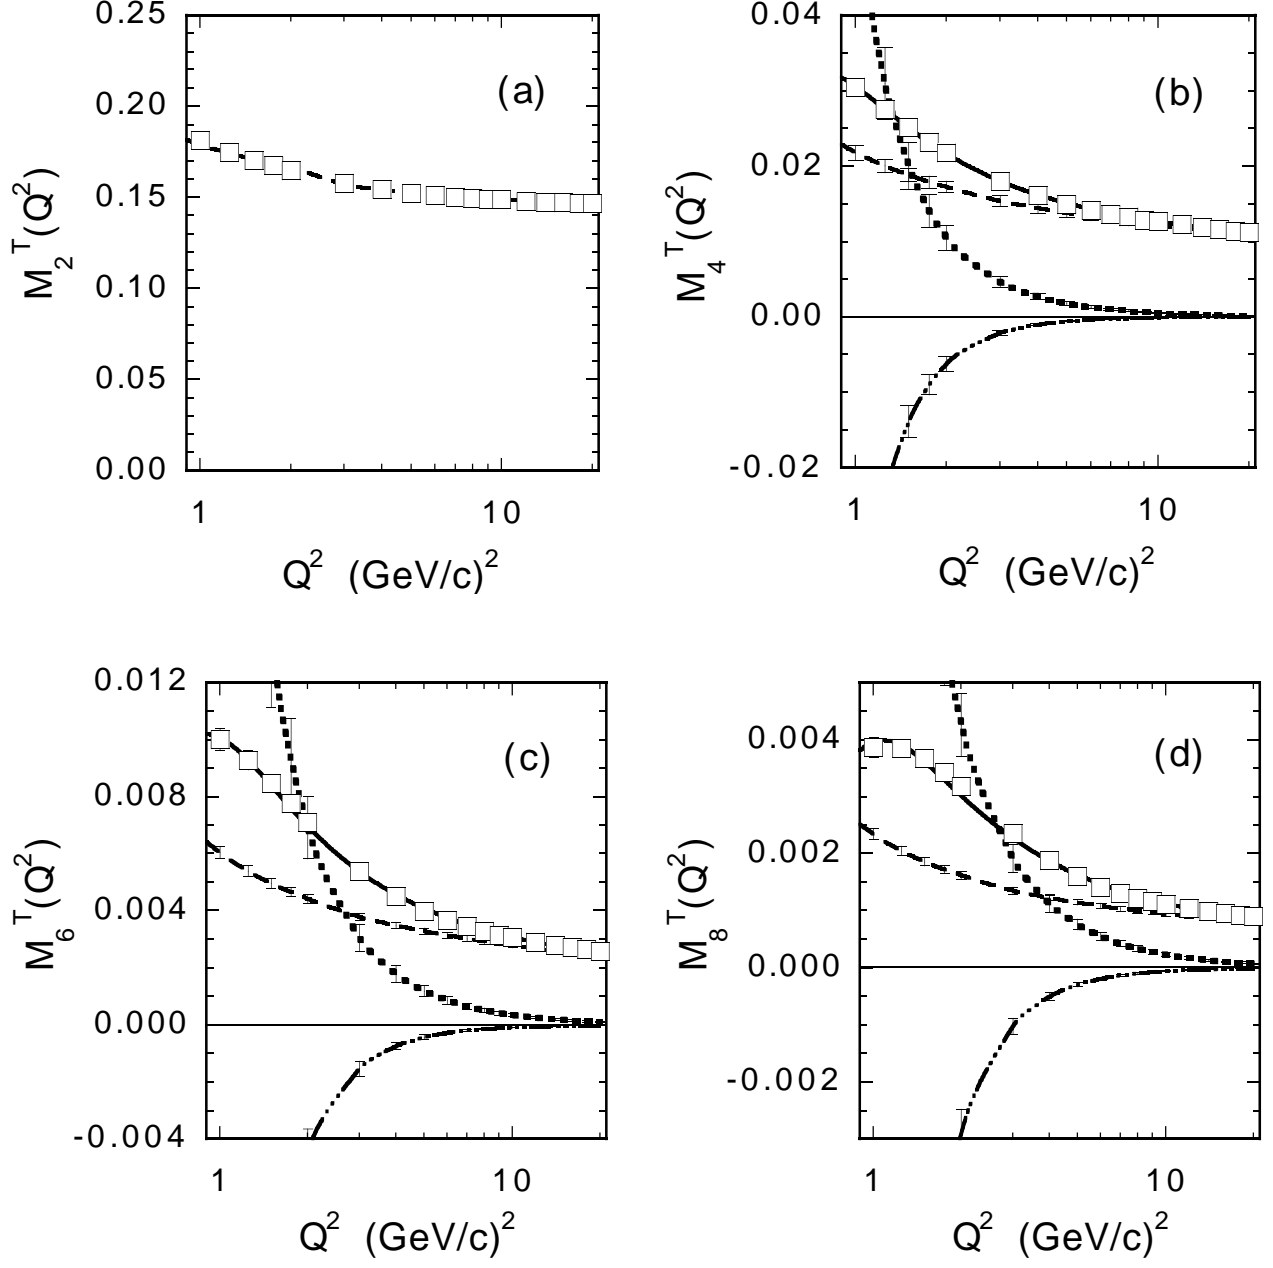 (a)
0.25
0.20
0.15
0.10
0.05
0.00
M₂ᵀ(Q²)
1 10
Q² (GeV/c)²
(b)
0.04
0.02
0.00
-0.02
M₄ᵀ(Q²)
1 10
Q² (GeV/c)²
(c)
0.012
0.008
0.004
0.000
-0.004
M₆ᵀ(Q²)
1 10
Q² (GeV/c)²
(d)
0.004
0.002
0.000
-0.002
M₈ᵀ(Q²)
1 10
Q² (GeV/c)²